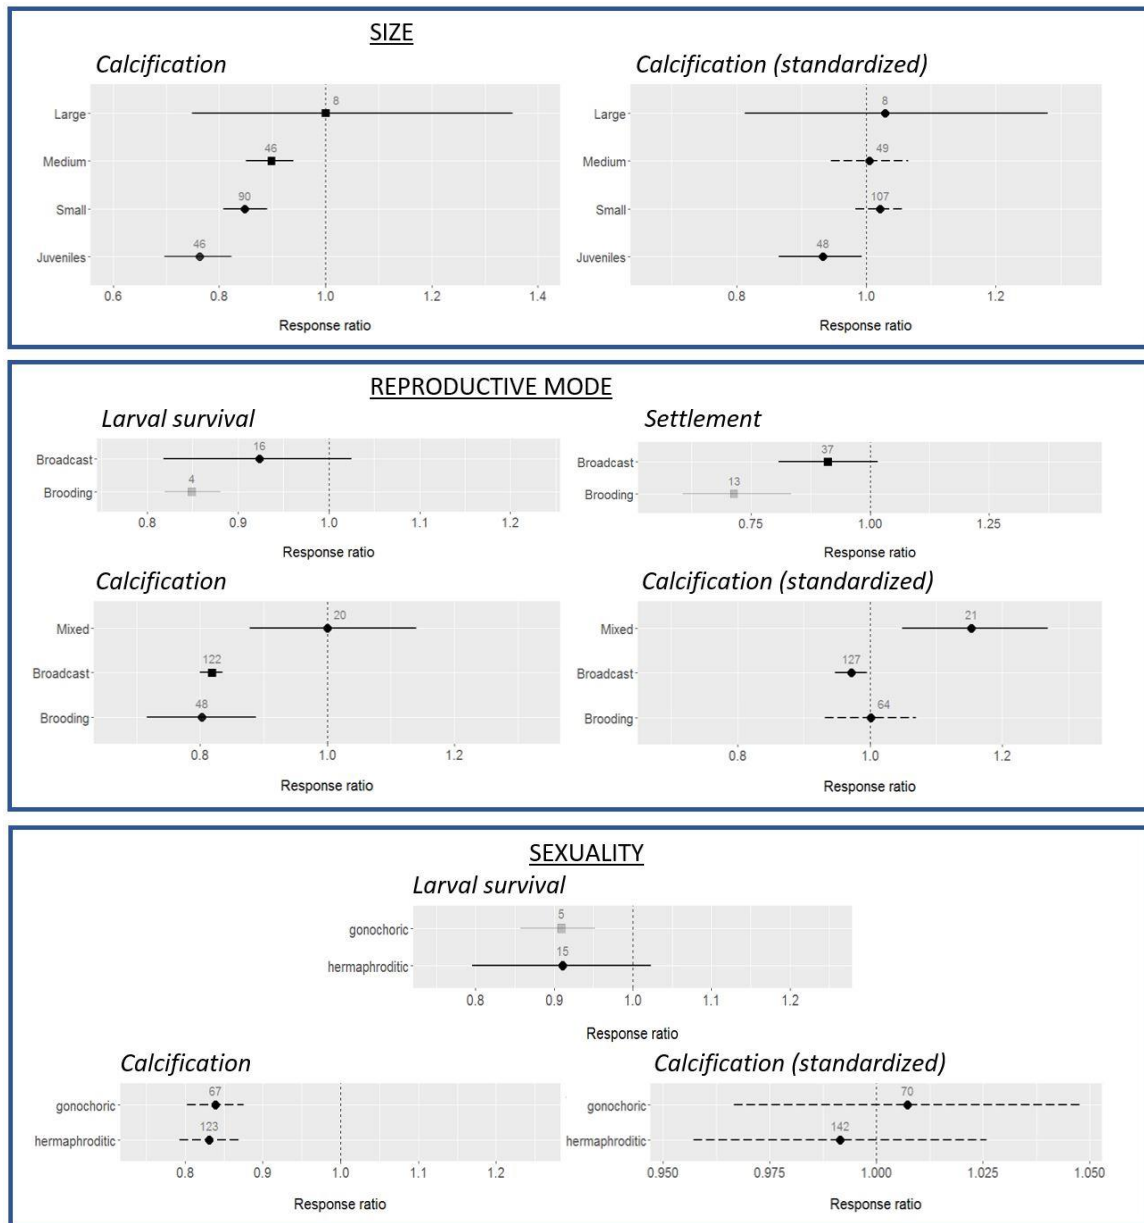 SIZE
Calcification
Calcification (standardized)
Large
8
Medium
46
Small
90
Juveniles
46
0.6 0.8 1.0 1.2 1.4
Response ratio
Large
8
Medium
49
Small
107
Juveniles
48
0.8 1.0 1.2
Response ratio
REPRODUCTIVE MODE
Larval survival
Broadcast
16
Brooding
4
0.8 0.9 1.0 1.1 1.2
Response ratio
Settlement
Broadcast
37
Brooding
13
0.75 1.00 1.25
Response ratio
Calcification
Mixed
20
Broadcast
122
Brooding
48
0.8 1.0 1.2
Response ratio
Calcification (standardized)
Mixed
21
Broadcast
127
Brooding
64
0.8 1.0 1.2
Response ratio
SEXUALITY
Larval survival
gonochoric
5
hermaphroditic
15
0.8 0.9 1.0 1.1 1.2
Response ratio
Calcification
gonochoric
67
hermaphroditic
123
0.8 0.9 1.0 1.1 1.2
Response ratio
Calcification (standardized)
gonochoric
70
hermaphroditic
142
0.950 0.975 1.000 1.025 1.050
Response ratio